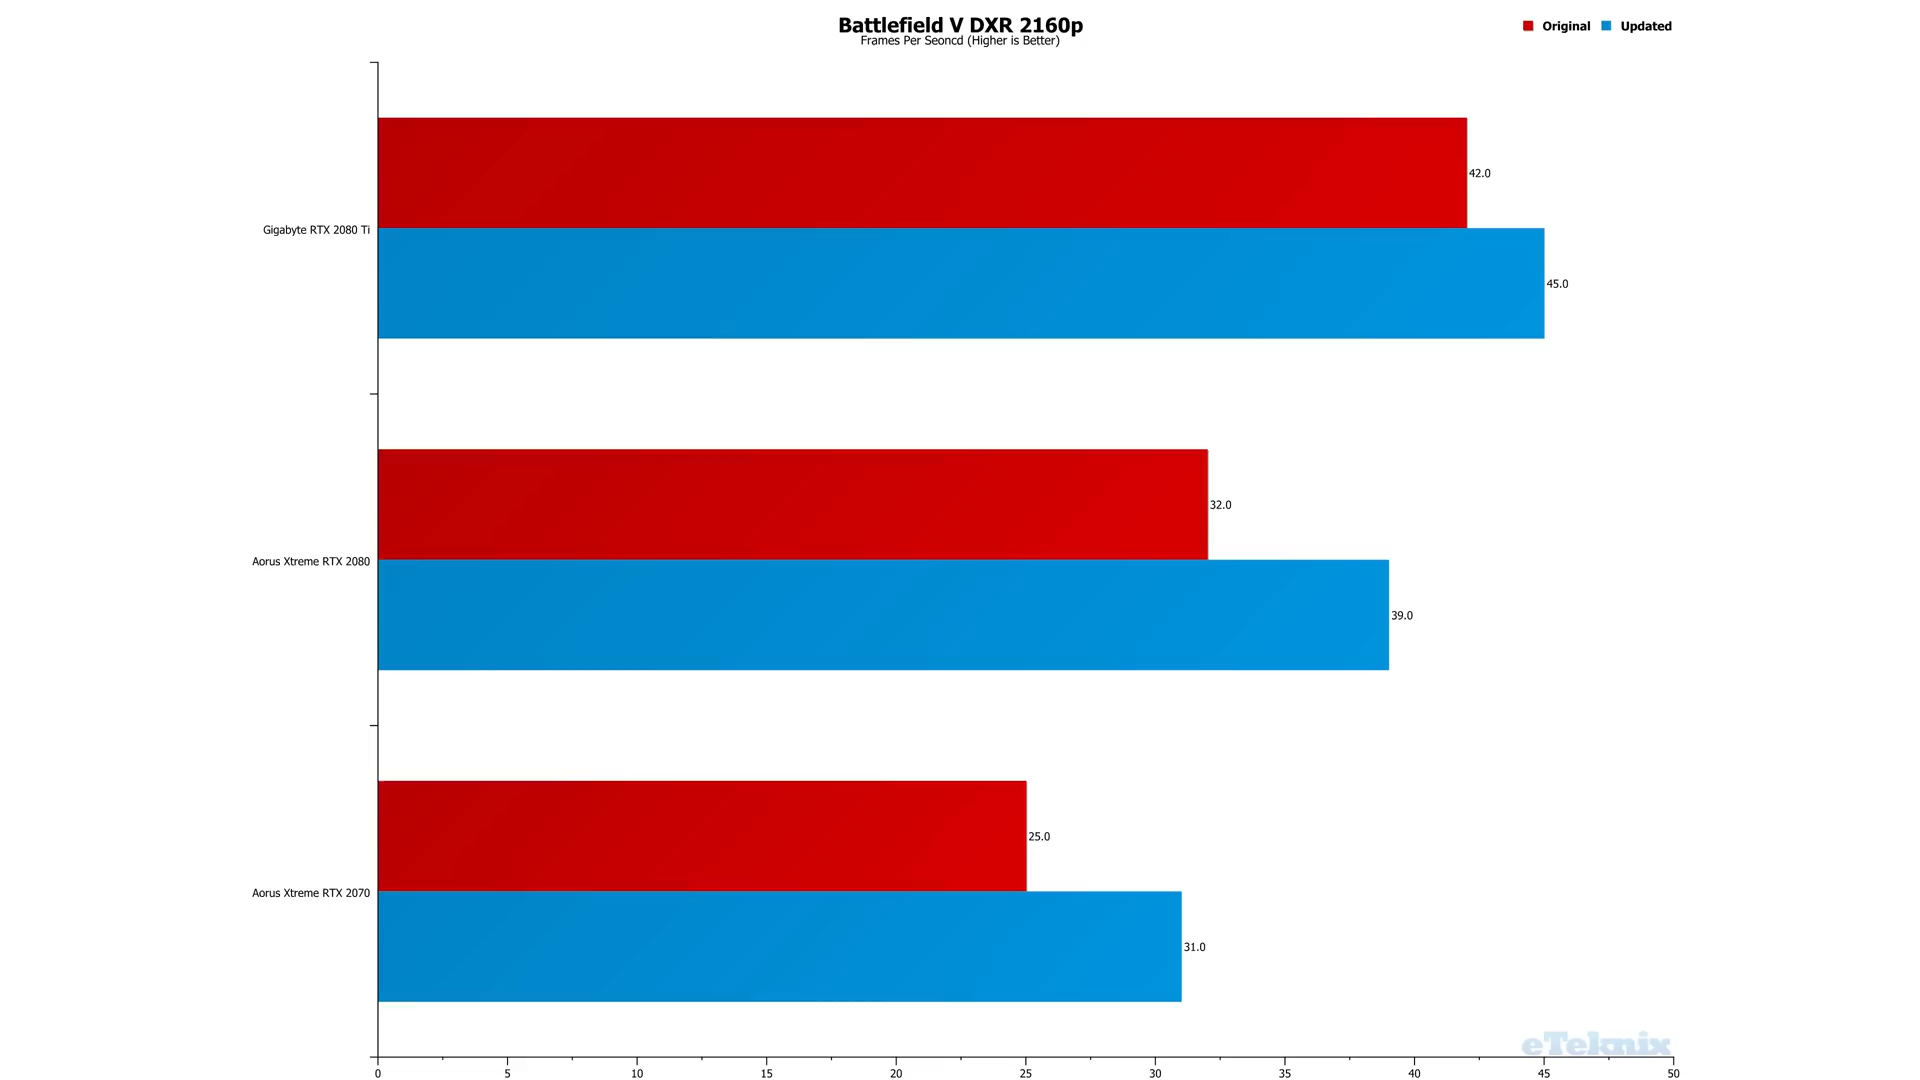 Battlefield V DXR 2160p
Frames Per Seoncd (Higher is Better)
Original Updated
42.0
Gigabyte RTX 2080 Ti
45.0
32.0
Aorus Xtreme RTX 2080
39.0
25.0
Aorus Xtreme RTX 2070
31.0
eTeknix
0 5 10 15 20 25 30 35 40 45 50